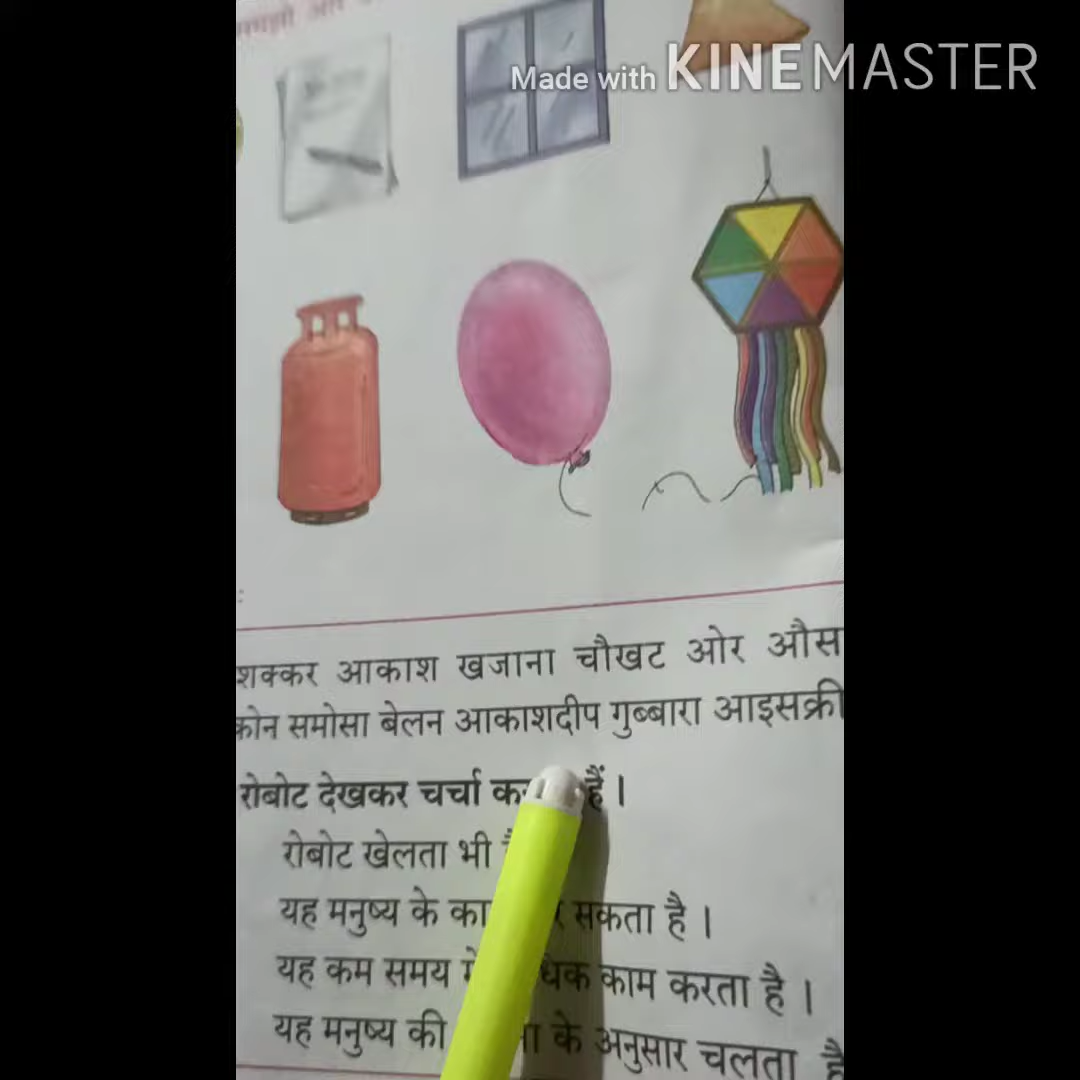 Made with KINEMASTER
शक्कर आकाश खजाना चौखट ओर औस
कोन समोसा बेलन आकाशदीप गुब्बारा आइसक्री
रोबोट देखकर चर्चा हैं ।
रोबोट खेलता भी
यह मनुष्य के सकता है ।
यह कम समय काम करता है ।
यह मनुष्य की के अनुसार चलता है